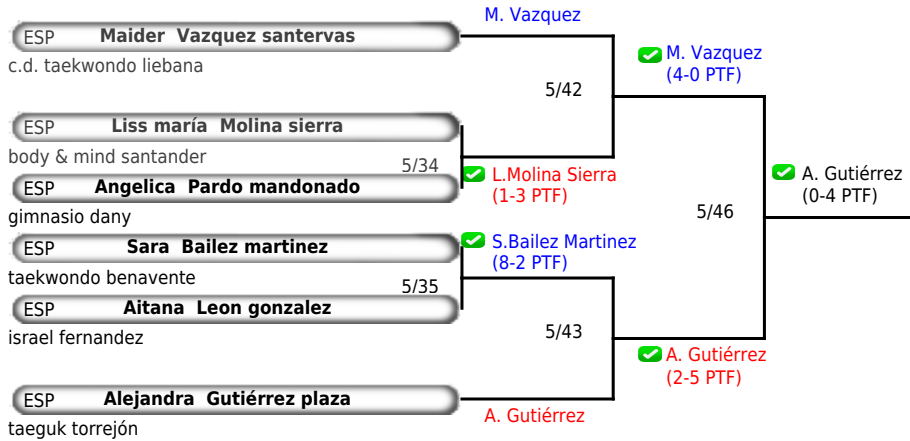 M. Vazquez
ESP Maider Vazquez santervas
c.d. taekwondo liebana
M. Vazquez
(4-0 PTF)
5/42
ESP Liss maría Molina sierra
body & mind santander
5/34
L.Molina Sierra
(1-3 PTF)
ESP Angelica Pardo mandonado
gimnasio dany
A. Gutiérrez
(0-4 PTF)
5/46
ESP Sara Bailez martinez
taekwondo benavente
S.Bailez Martinez
(8-2 PTF)
5/35
ESP Aitana Leon gonzalez
israel fernandez
5/43
A. Gutiérrez
(2-5 PTF)
ESP Alejandra Gutiérrez plaza
taeguk torrejón
A. Gutiérrez